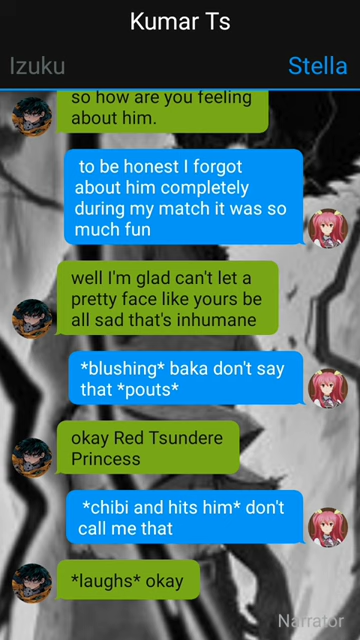 Kumar Ts
Izuku
Stella
so how are you feeling
about him.
to be honest I forgot
about him completely
during my match it was so
much fun
well I'm glad can't let a
pretty face like yours be
all sad that's inhumane
*blushing* baka don't say
that *pouts*
okay Red Tsundere
Princess
*chibi and hits him* don't
call me that
*laughs* okay
Narrator